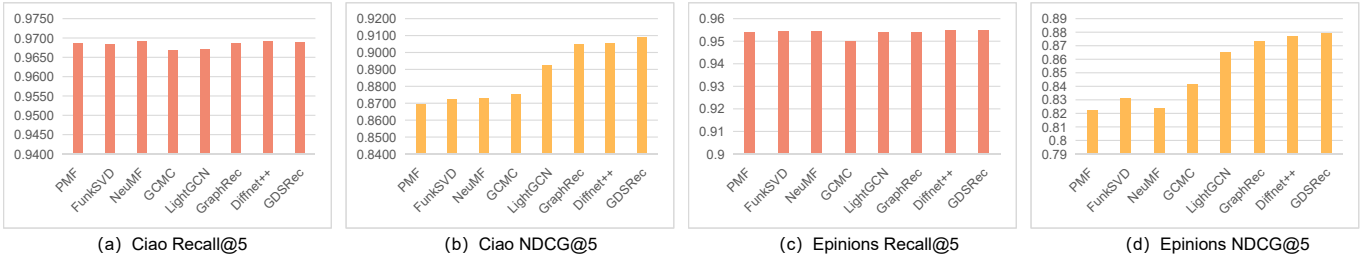 0.9750
0.9700
0.9650
0.9600
0.9550
0.9500
0.9450
0.9400
PMF
FunkSVD
NeuMF
GCMC
LightGCN
GraphRec
Diffnet++
GDSRec
(a) Ciao Recall@5
0.9200
0.9100
0.9000
0.8900
0.8800
0.8700
0.8600
0.8500
0.8400
PMF
FunkSVD
NeuMF
GCMC
LightGCN
GraphRec
Diffnet++
GDSRec
(b) Ciao NDCG@5
0.96
0.95
0.94
0.93
0.92
0.91
0.9
PMF
FunkSVD
NeuMF
GCMC
LightGCN
GraphRec
Diffnet++
GDSRec
(c) Epinions Recall@5
0.89
0.88
0.87
0.86
0.85
0.84
0.83
0.82
0.81
0.80
0.79
PMF
FunkSVD
NeuMF
GCMC
LightGCN
GraphRec
Diffnet++
GDSRec
(d) Epinions NDCG@5